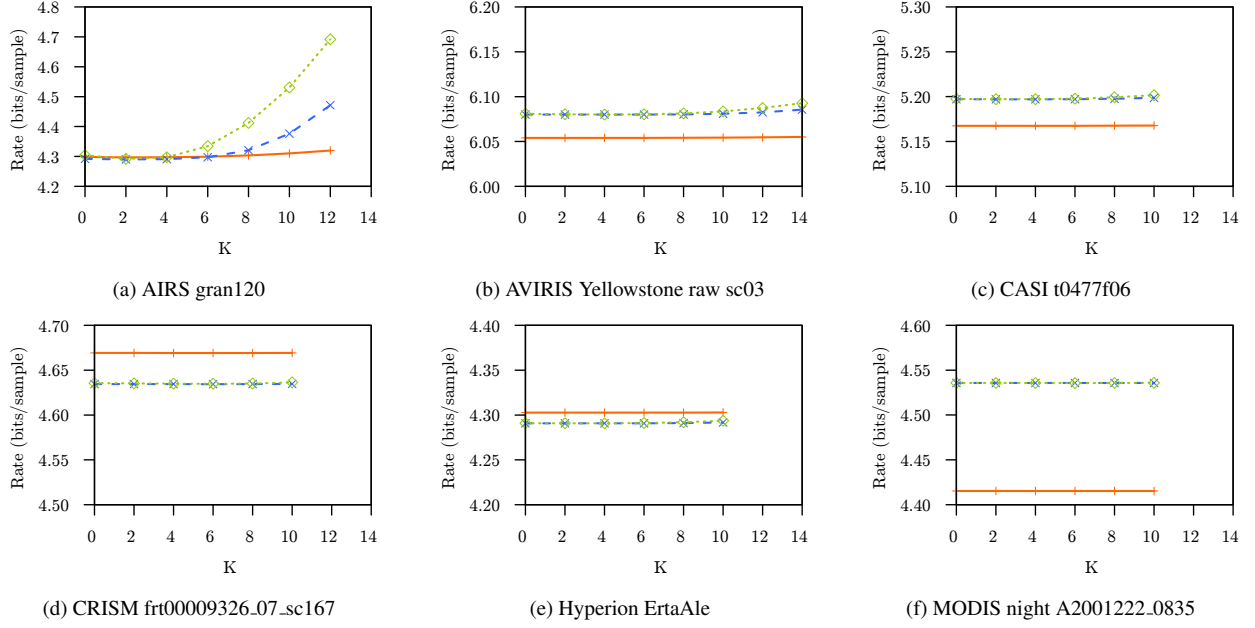 4.8
4.7
4.6
4.5
4.4
4.3
4.2
Rate (bits/sample)
0 2 4 6 8 10 12 14
K
(a) AIRS gran120
6.20
6.15
6.10
6.05
6.00
Rate (bits/sample)
0 2 4 6 8 10 12 14
K
(b) AVIRIS Yellowstone raw sc03
5.30
5.25
5.20
5.15
5.10
Rate (bits/sample)
0 2 4 6 8 10 12 14
K
(c) CASI t0477f06
4.70
4.65
4.60
4.55
4.50
Rate (bits/sample)
0 2 4 6 8 10 12 14
K
(d) CRISM frt00009326_07_sc167
4.40
4.35
4.30
4.25
4.20
Rate (bits/sample)
0 2 4 6 8 10 12 14
K
(e) Hyperion ErtaAle
4.60
4.55
4.50
4.45
4.40
Rate (bits/sample)
0 2 4 6 8 10 12 14
K
(f) MODIS night A2001222_0835